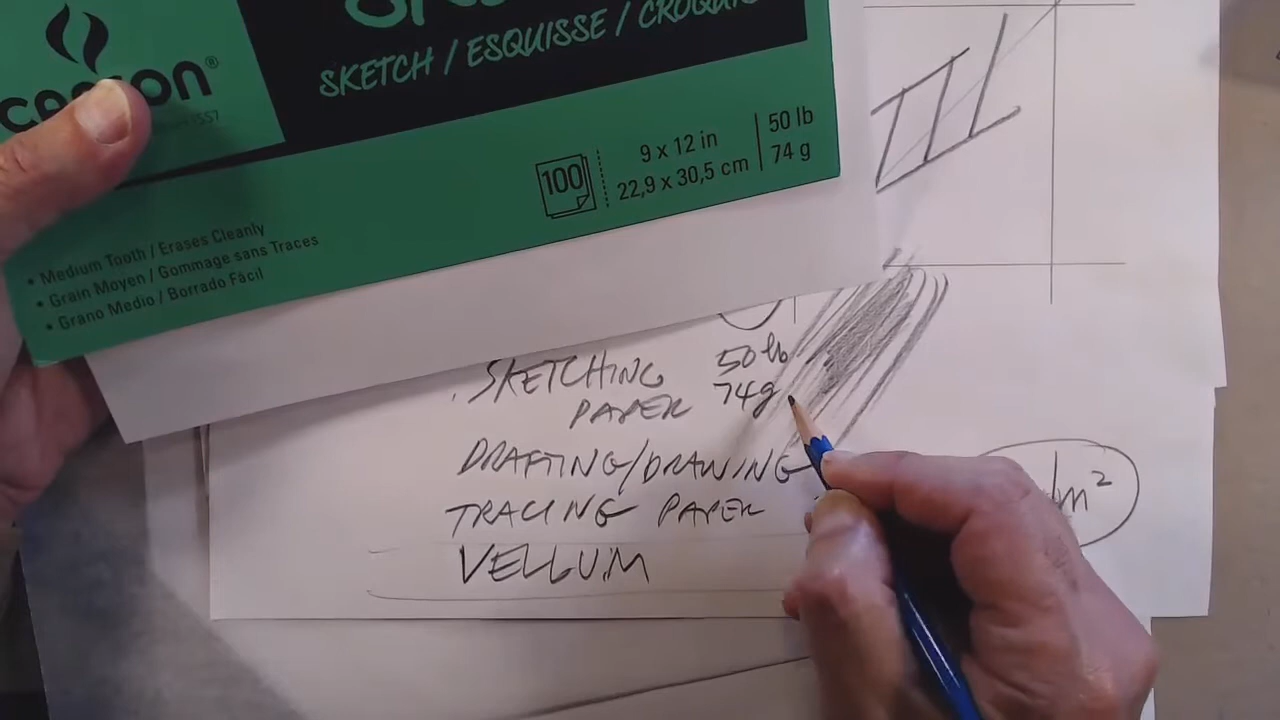 SKETCH / ESQUISSE / CROQUIS
100
9 x 12 in
22,9 x 30,5 cm
50 lb
74 g
• Medium Tooth / Erases Cleanly
• Grain Moyen / Gommage sans Traces
• Grano Medio / Borrado Fácil
SKETCHING
PAPER
50 lb
74g
DRAFTING/DRAWING
TRACING PAPER
VELLUM